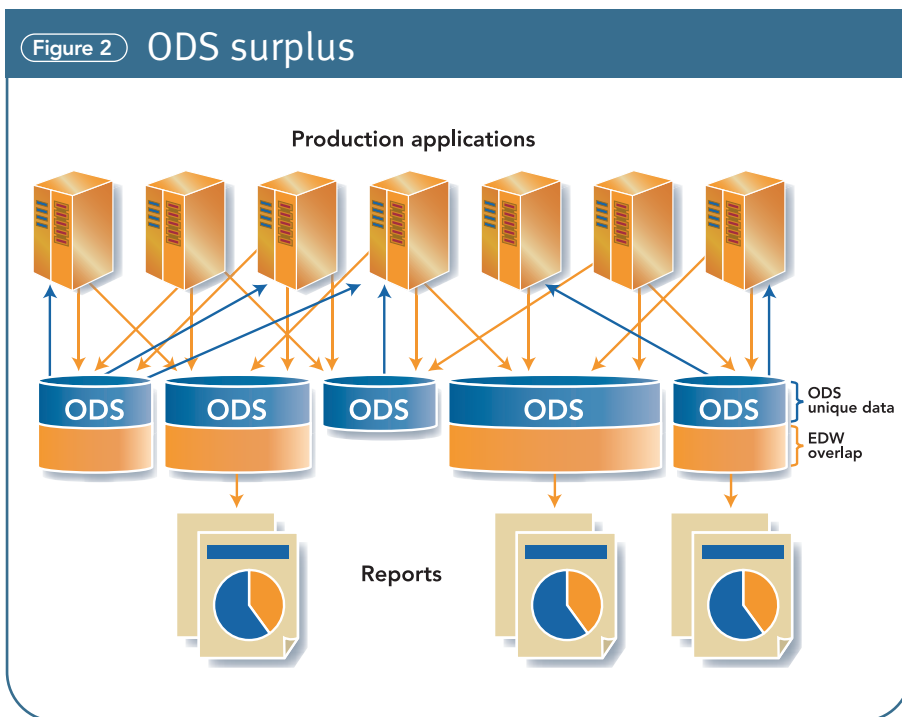 Figure 2 ODS surplus
Production applications
ODS ODS ODS ODS ODS
ODS
unique data
EDW
overlap
Reports